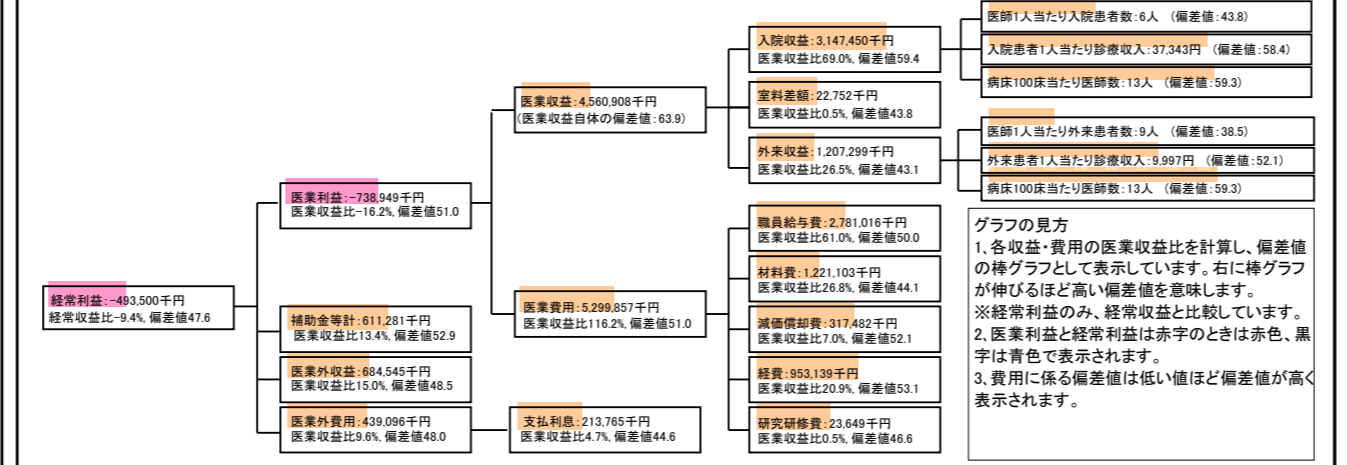 経常利益:-493,500千円
経常収益比-9.4%, 偏差値47.6
医業利益:-738,949千円
医業収益比-16.2%, 偏差値51.0
補助金等計:611,281千円
医業収益比13.4%, 偏差値52.9
医業外収益:684,545千円
医業収益比15.0%, 偏差値48.5
医業外費用:439,096千円
医業収益比9.6%, 偏差値48.0
医業収益:4,560,908千円
(医業収益自体の偏差値:63.9)
医業費用:5,299,857千円
医業収益比116.2%, 偏差値51.0
支払利息:213,765千円
医業収益比4.7%, 偏差値44.6
入院収益:3,147,450千円
医業収益比69.0%, 偏差値59.4
室料差額:22,752千円
医業収益比0.5%, 偏差値43.8
外来収益:1,207,299千円
医業収益比26.5%, 偏差値43.1
職員給与費:2,781,016千円
医業収益比61.0%, 偏差値50.0
材料費:1,221,103千円
医業収益比26.8%, 偏差値44.1
減価償却費:317,482千円
医業収益比7.0%, 偏差値52.1
経費:953,139千円
医業収益比20.9%, 偏差値53.1
研究研修費:23,649千円
医業収益比0.5%, 偏差値46.6
医師1人当たり入院患者数:6人 (偏差値:43.8)
入院患者1人当たり診療収入:37,343円 (偏差値:58.4)
病床100床当たり医師数:13人 (偏差値:59.3)
医師1人当たり外来患者数:9人 (偏差値:38.5)
外来患者1人当たり診療収入:9,997円 (偏差値:52.1)
病床100床当たり医師数:13人 (偏差値:59.3)
グラフの見方
1、各収益・費用の医業収益比を計算し、偏差値
の棒グラフとして表示しています。右に棒グラフ
が伸びるほど高い偏差値を意味します。
※経常利益のみ、経常収益と比較しています。
2、医業利益と経常利益は赤字のときは赤色、黒
字は青色で表示されます。
3、費用に係る偏差値は低い値ほど偏差値が高く
表示されます。